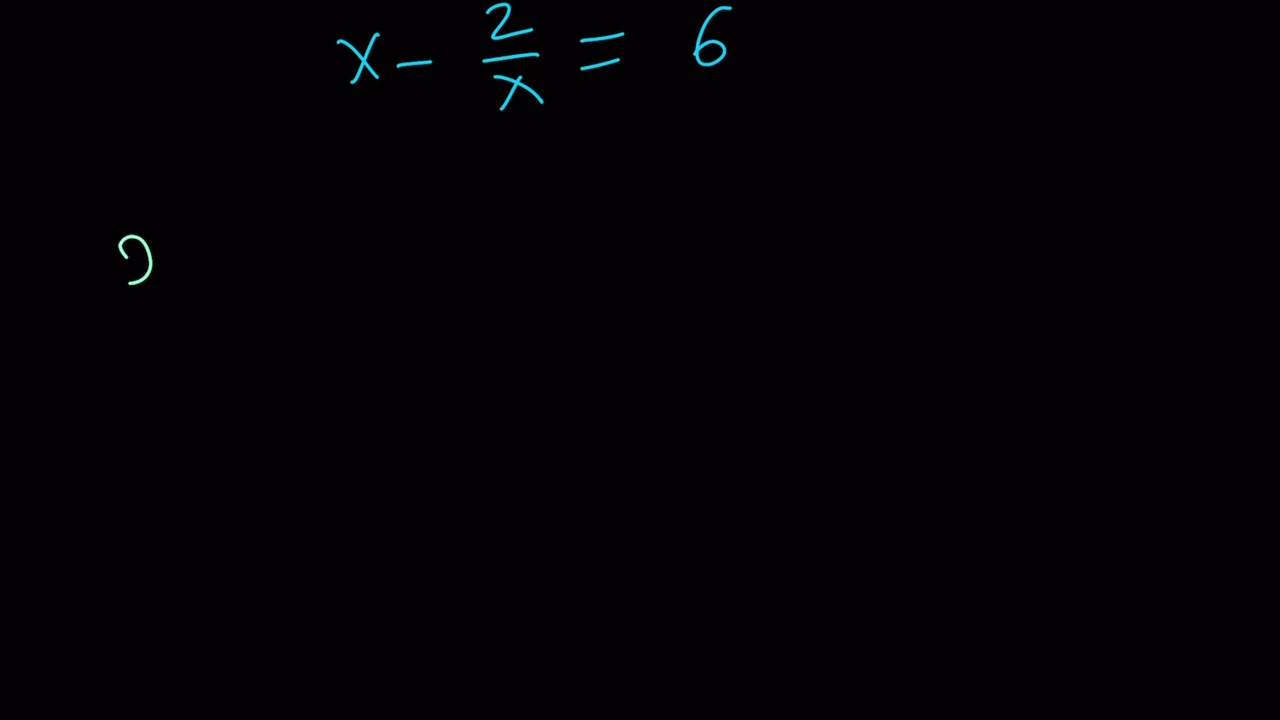 x - 2/x = 6